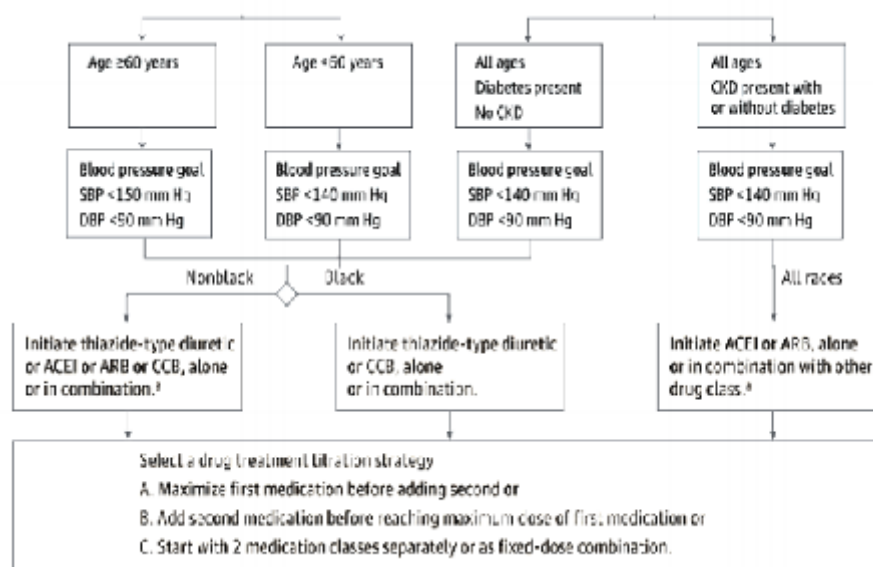 Age ≥60 years
Age <60 years
All ages
Diabetes present
No CKD
All ages
CKD present with
or without diabetes
Blood pressure goal
SBP <150 mm Hg
DBP <90 mm Hg
Blood pressure goal
SBP <140 mm Hg
DBP <90 mm Hg
Blood pressure goal
SBP <140 mm Hg
DBP <90 mm Hg
Blood pressure goal
SBP <140 mm Hg
DBP <90 mm Hg
Nonblack
Black
All races
Initiate thiazide-type diuretic
or ACEI or ARB or CCB, alone
or in combination.ª
Initiate thiazide-type diuretic
or CCB, alone
or in combination.
Initiate ACEI or ARB, alone
or in combination with other
drug class.ª
Select a drug treatment titration strategy
A. Maximize first medication before adding second or
B. Add second medication before reaching maximum dose of first medication or
C. Start with 2 medication classes separately or as fixed-dose combination.